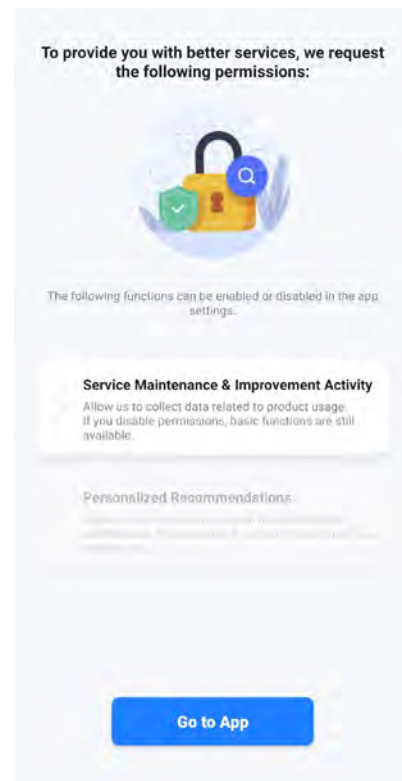 To provide you with better services, we request
the following permissions:
The following functions can be enabled or disabled in the app
settings.
Service Maintenance & Improvement Activity
Allow us to collect data related to product usage.
If you disable permissions, basic functions are still
available.
Personalized Recommendations
Go to App